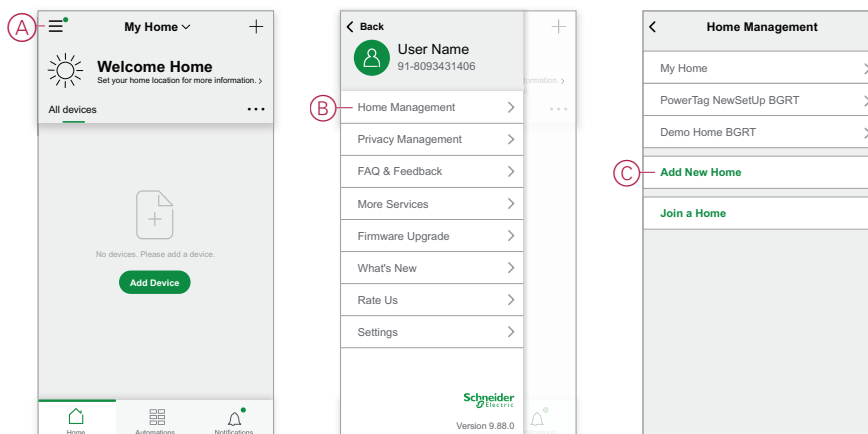 A
My Home
Welcome Home
Set your home location for more information. >
All devices
No devices. Please add a device.
Add Device
Home
Automations
Notifications
Back
User Name
91-8093431406
B
Home Management
Privacy Management
FAQ & Feedback
More Services
Firmware Upgrade
What's New
Rate Us
Settings
Schneider
Electric
Version 9.88.0
Home Management
My Home
PowerTag NewSetUp BGRT
Demo Home BGRT
C
Add New Home
Join a Home